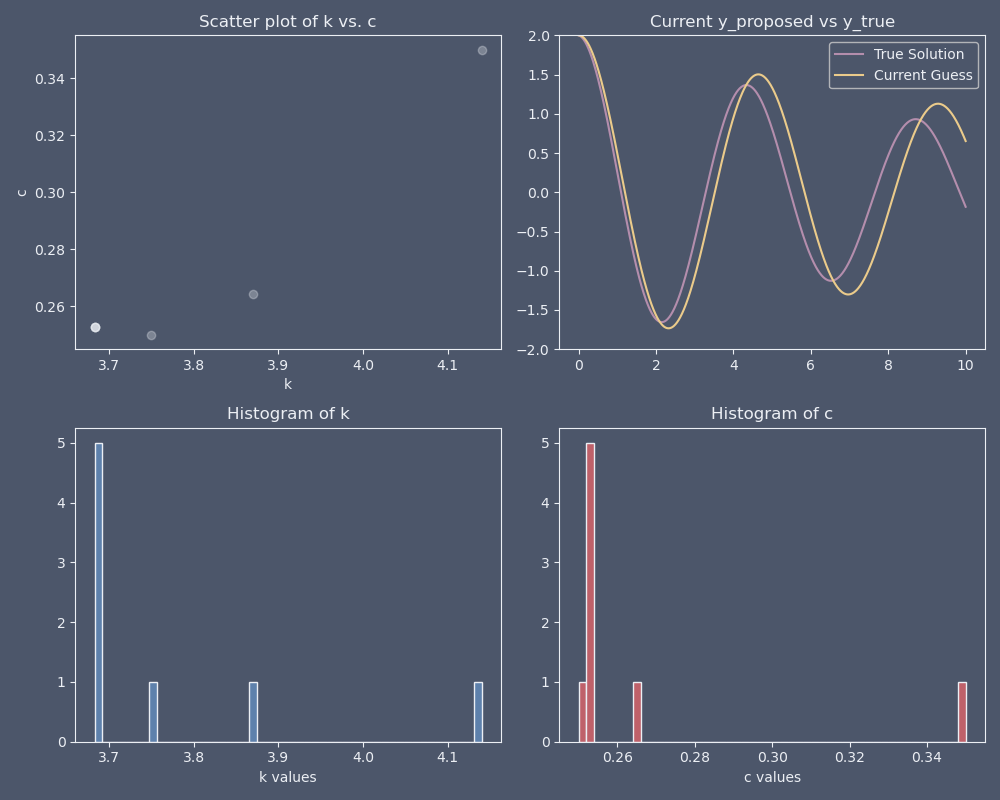 Scatter plot of k vs. c
c
0.34
0.32
0.30
0.28
0.26
3.7 3.8 3.9 4.0 4.1
k
Current y_proposed vs y_true
2.0
1.5
1.0
0.5
0.0
−0.5
−1.0
−1.5
−2.0
0 2 4 6 8 10
True Solution
Current Guess
Histogram of k
5
4
3
2
1
0
3.7 3.8 3.9 4.0 4.1
k values
Histogram of c
5
4
3
2
1
0
0.26 0.28 0.30 0.32 0.34
c values